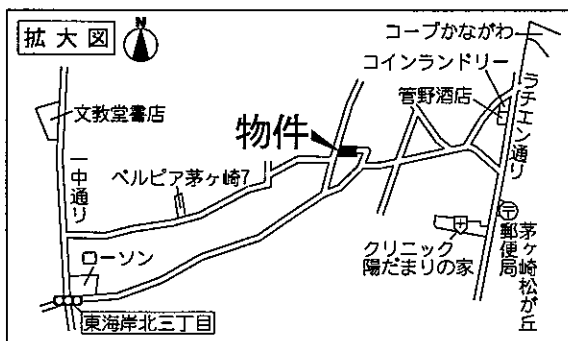 拡大図
コープかながわ
コインランドリー
管野酒店
ラチエン通り
文教堂書店
物件
一中通り
ベルピア茅ヶ崎7
ローソン
クリニック
陽だまりの家
〒
茅ヶ崎松が丘
郵便局
東海岸北三丁目